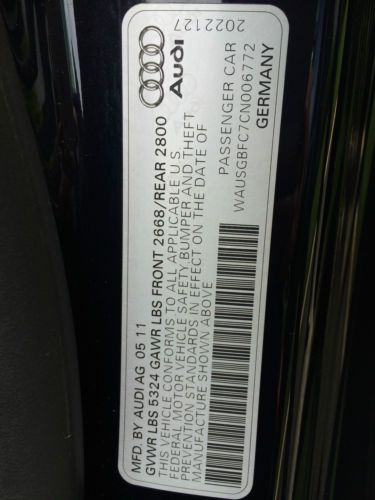 2022127
Audi
MFD. BY AUDI AG 05 11
GVWR LBS 5324 GAWR LBS FRONT 2668/REAR 2800
THIS VEHICLE CONFORMS TO ALL APPLICABLE U.S.
FEDERAL MOTOR VEHICLE SAFETY, BUMPER AND THEFT
PREVENTION STANDARDS IN EFFECT ON THE DATE OF
MANUFACTURE SHOWN ABOVE
PASSENGER CAR
WAUSGBFC7CN006772
GERMANY